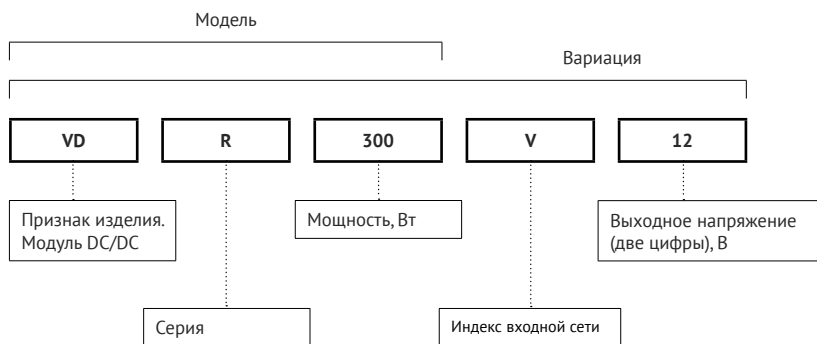 Модель
Вариация
VD R 300 V 12
Признак изделия.
Модуль DC/DC
Мощность, Вт
Выходное напряжение
(две цифры), В
Серия
Индекс входной сети